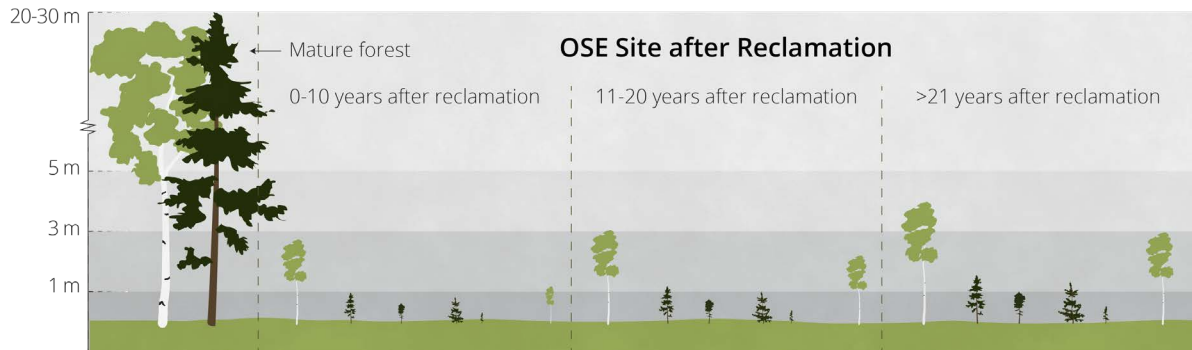 20-30 m
Mature forest
OSE Site after Reclamation
0-10 years after reclamation
11-20 years after reclamation
>21 years after reclamation
5 m
3 m
1 m